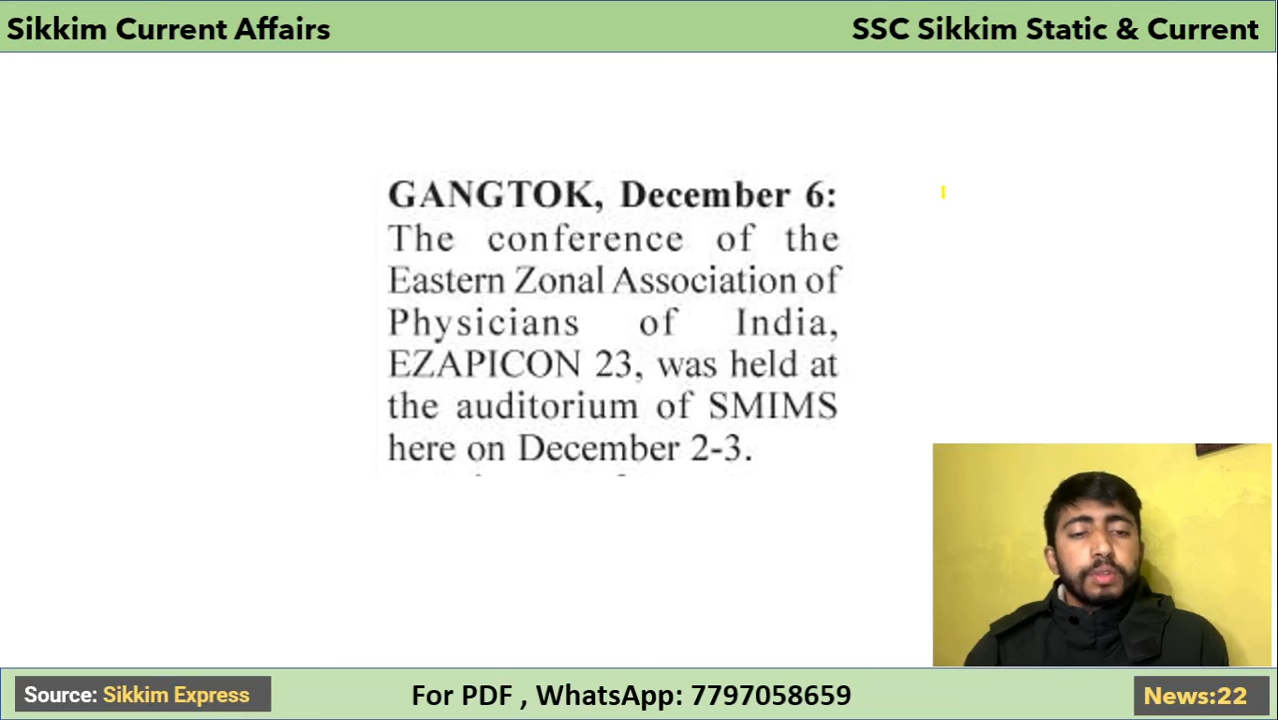 Sikkim Current Affairs
SSC Sikkim Static & Current
GANGTOK, December 6:
The conference of the
Eastern Zonal Association of
Physicians of India,
EZAPICON 23, was held at
the auditorium of SMIMS
here on December 2-3.
Source: Sikkim Express
For PDF , WhatsApp: 7797058659
News:22